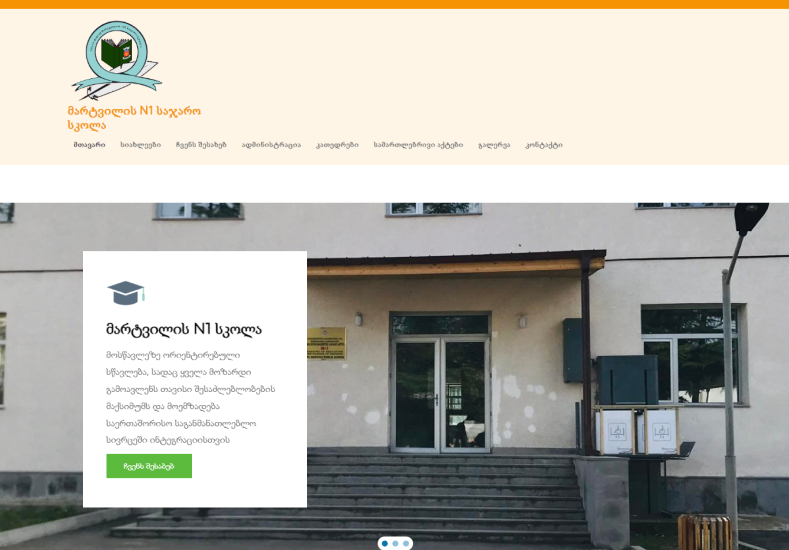 მარტვილის N1 საჯარო
სკოლა
მთავარი სიახლეები ჩვენს შესახებ ადმინისტრაცია კათედრები სამართლებრივი აქტები გალერეა კონტაქტი
მარტვილის N1 სკოლა
მოსწავლეზე ორიენტირებული
სწავლება, სადაც ყველა მოზარდი
გამოავლენს თავისი შესაძლებლობების
მაქსიმუმს და მოემზადება
საერთაშორისო საგანმანათლებლო
სივრცეში ინტეგრაციისთვის
ჩვენს შესახებ